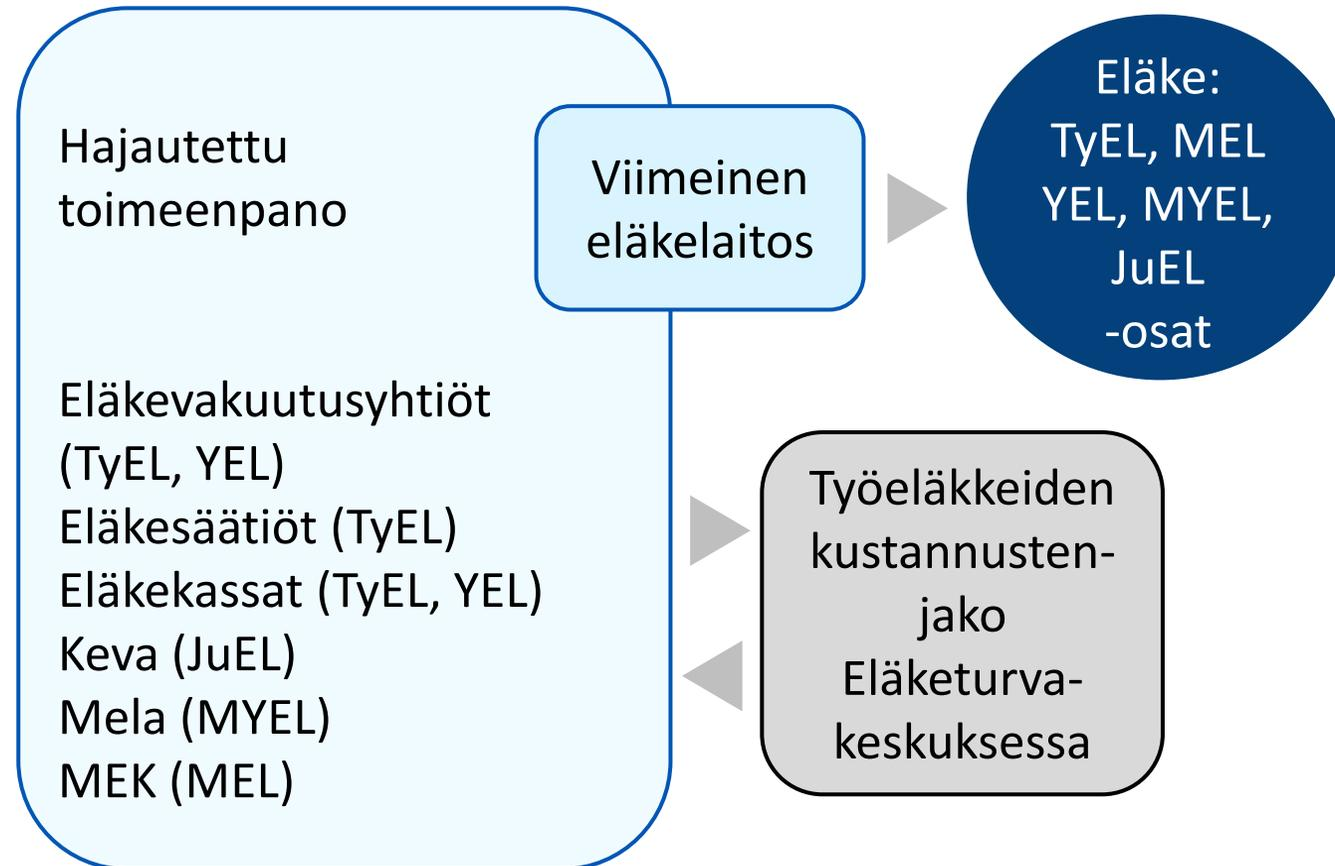 Hajautettu
toimeenpano
Eläkevakuutusyhtiöt
(TyEL, YEL)
Eläkesäätiöt (TyEL)
Eläkekassat (TyEL, YEL)
Keva (JuEL)
Mela (MYEL)
MEK (MEL)
Viimeinen
eläkelaitos
Eläke:
TyEL, MEL
YEL, MYEL,
JuEL
-osat
Työeläkkeiden
kustannusten-
jako
Eläketurva-
keskuksessa